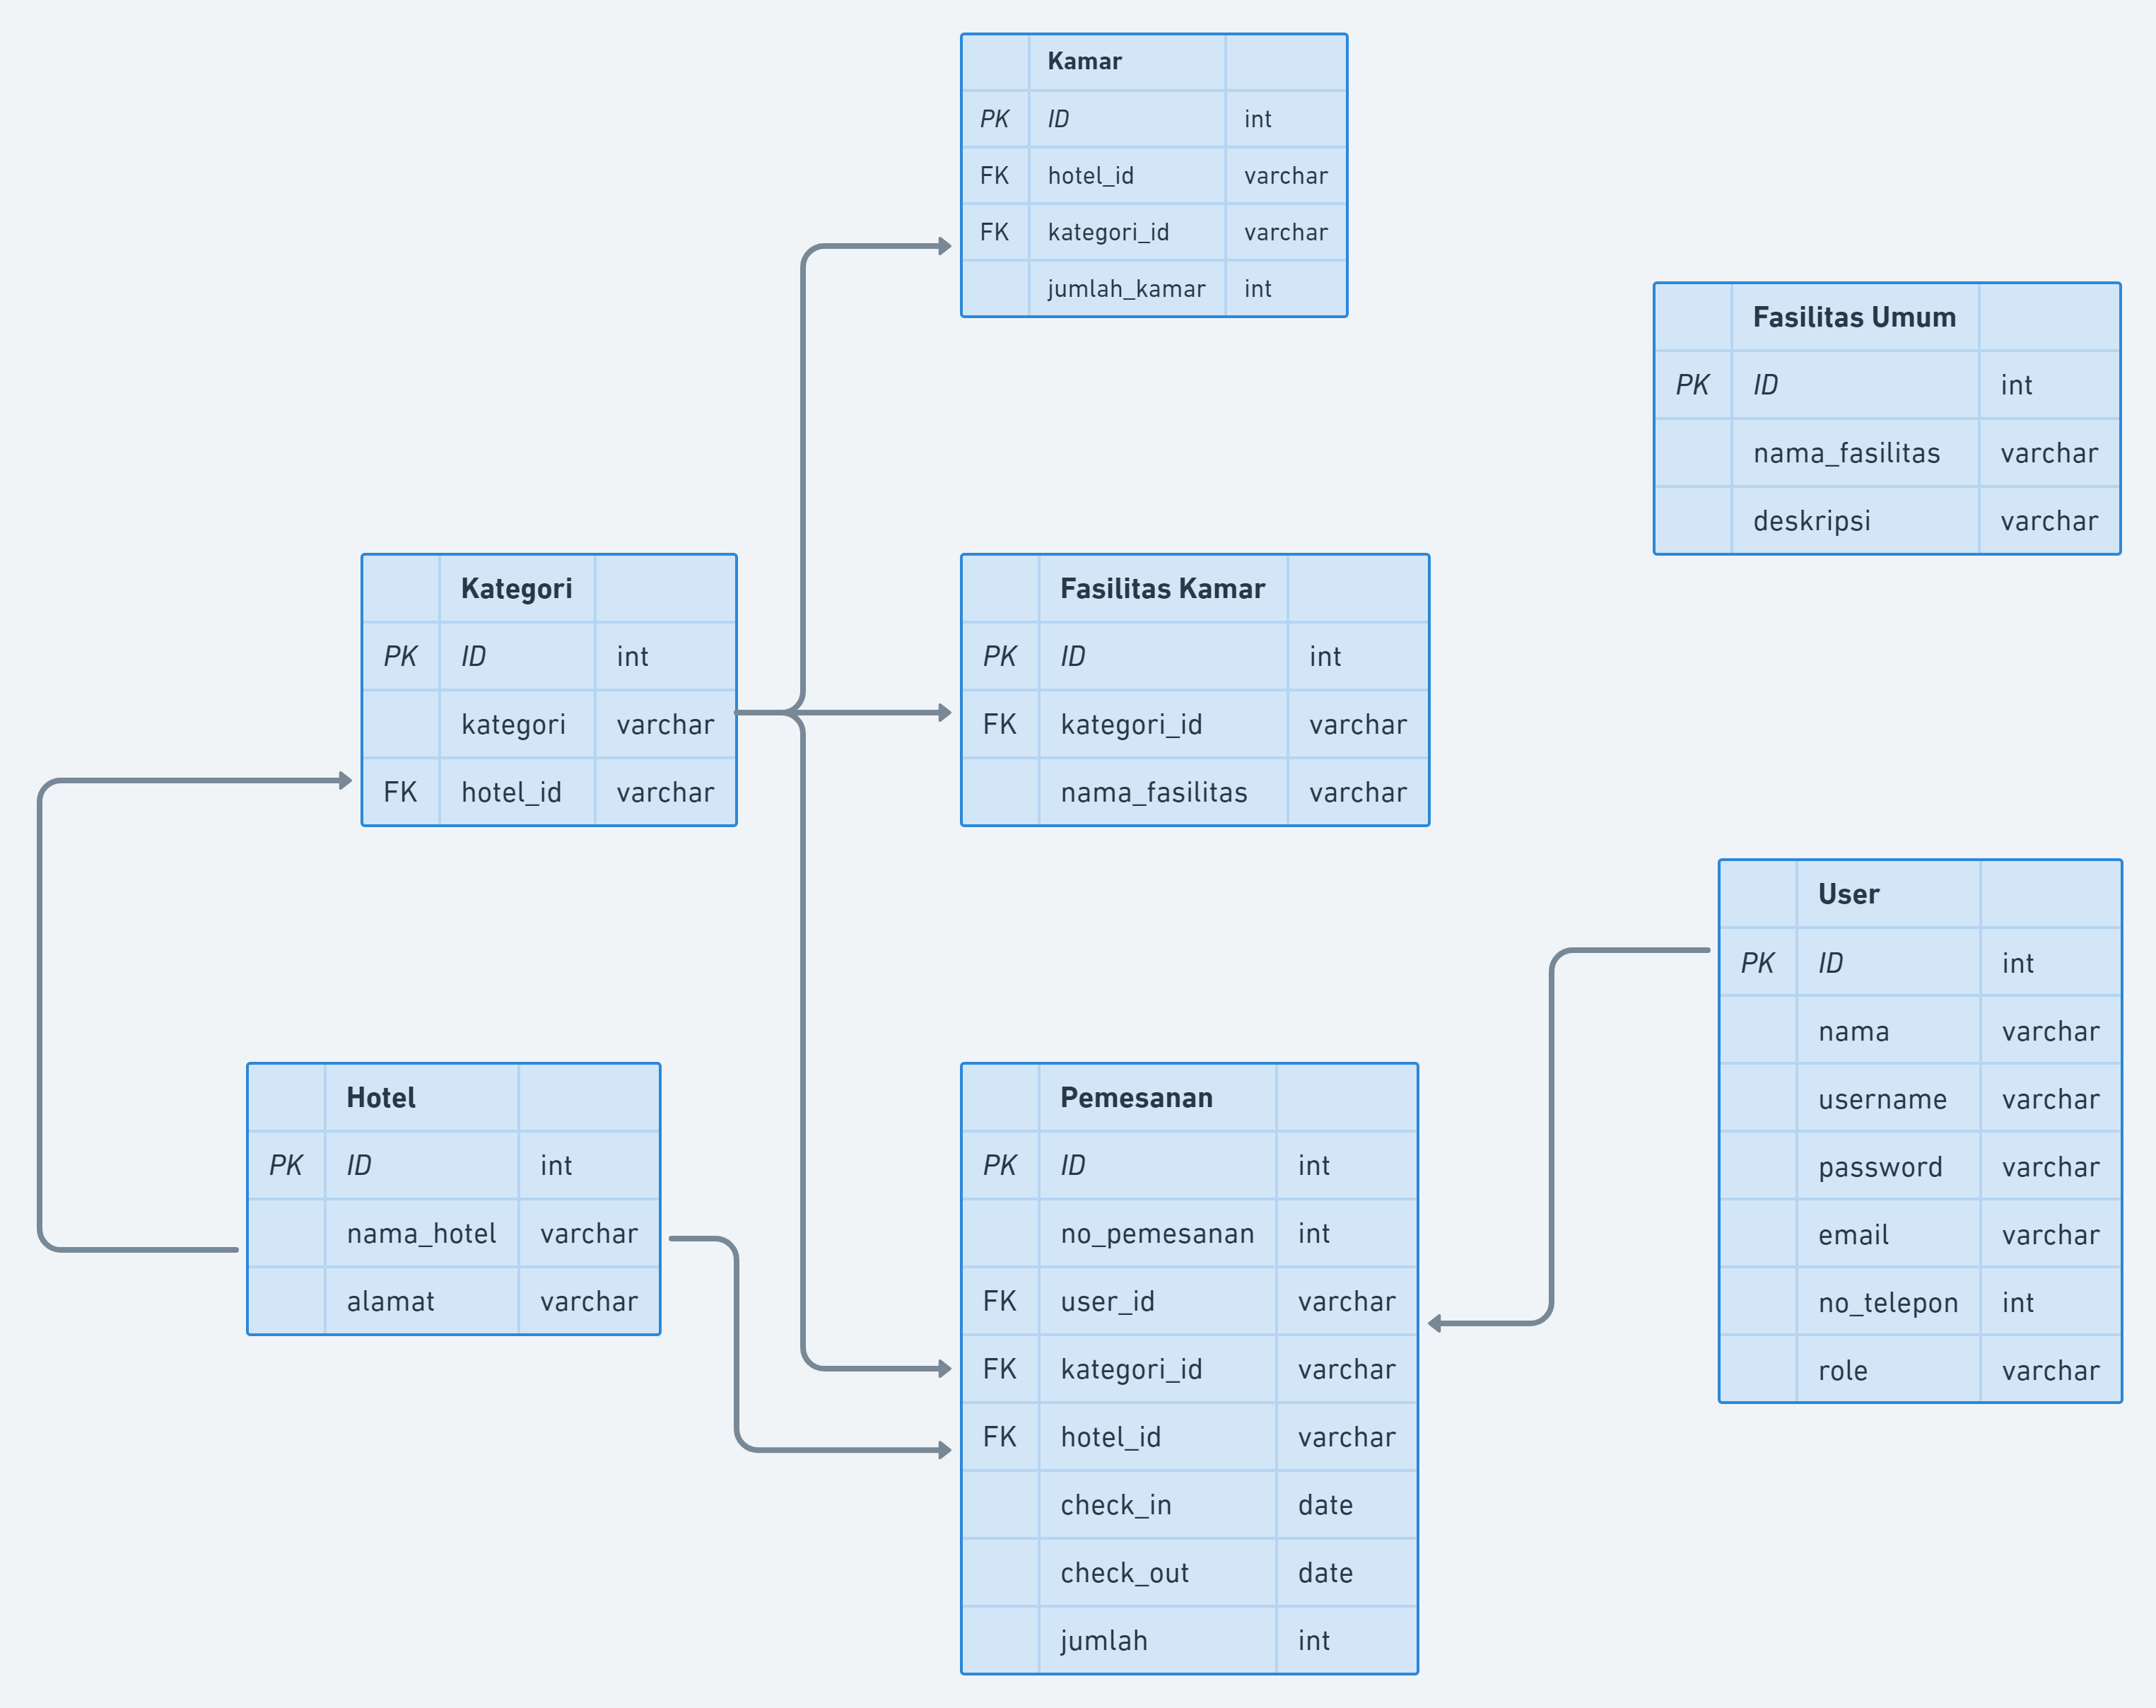 Kamar
PK ID int
FK hotel_id varchar
FK kategori_id varchar
jumlah_kamar int
Fasilitas Umum
PK ID int
nama_fasilitas varchar
deskripsi varchar
Kategori
PK ID int
kategori varchar
FK hotel_id varchar
Fasilitas Kamar
PK ID int
FK kategori_id varchar
nama_fasilitas varchar
User
PK ID int
nama varchar
username varchar
password varchar
email varchar
no_telepon int
role varchar
Hotel
PK ID int
nama_hotel varchar
alamat varchar
Pemesanan
PK ID int
no_pemesanan int
FK user_id varchar
FK kategori_id varchar
FK hotel_id varchar
check_in date
check_out date
jumlah int